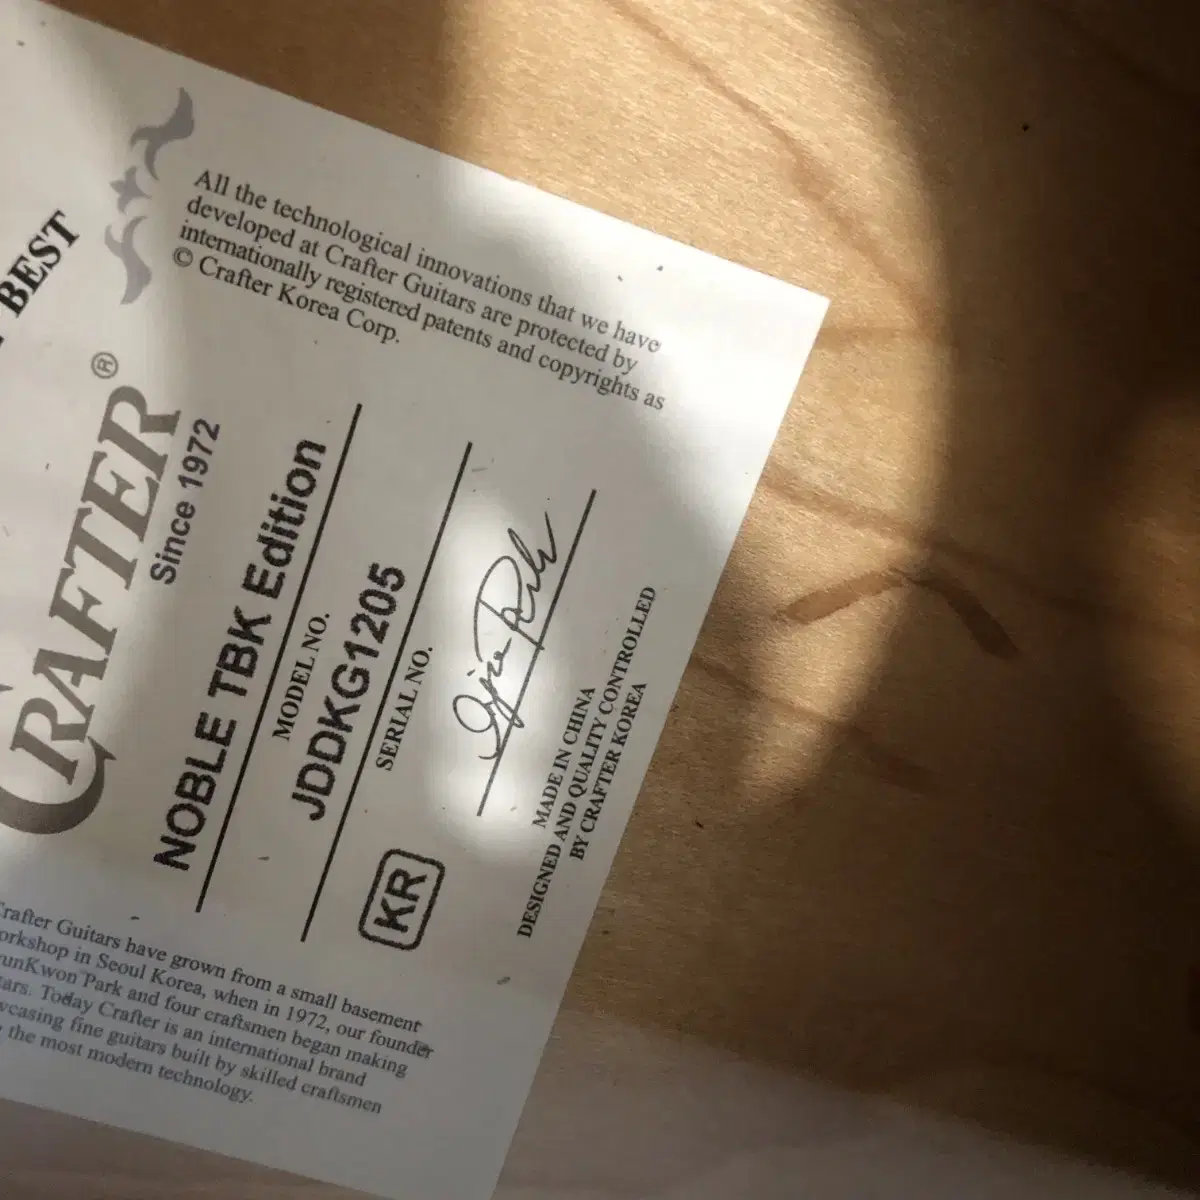 BEST
CRAFTER®
Since 1972
NOBLE TBK Edition
MODEL NO.
JDDKG1205
SERIAL NO.
KR
MADE IN CHINA
DESIGNED AND QUALITY CONTROLLED
BY CRAFTER KOREA
All the technological innovations that we have
developed at Crafter Guitars are protected by
internationally registered patents and copyrights as
© Crafter Korea Corp.
Crafter Guitars have grown from a small basement
in Seoul Korea, when in 1972, our founder
Park and four craftsmen began making
Today Crafter is an international brand
fine guitars built by skilled craftsmen
the most modern technology.